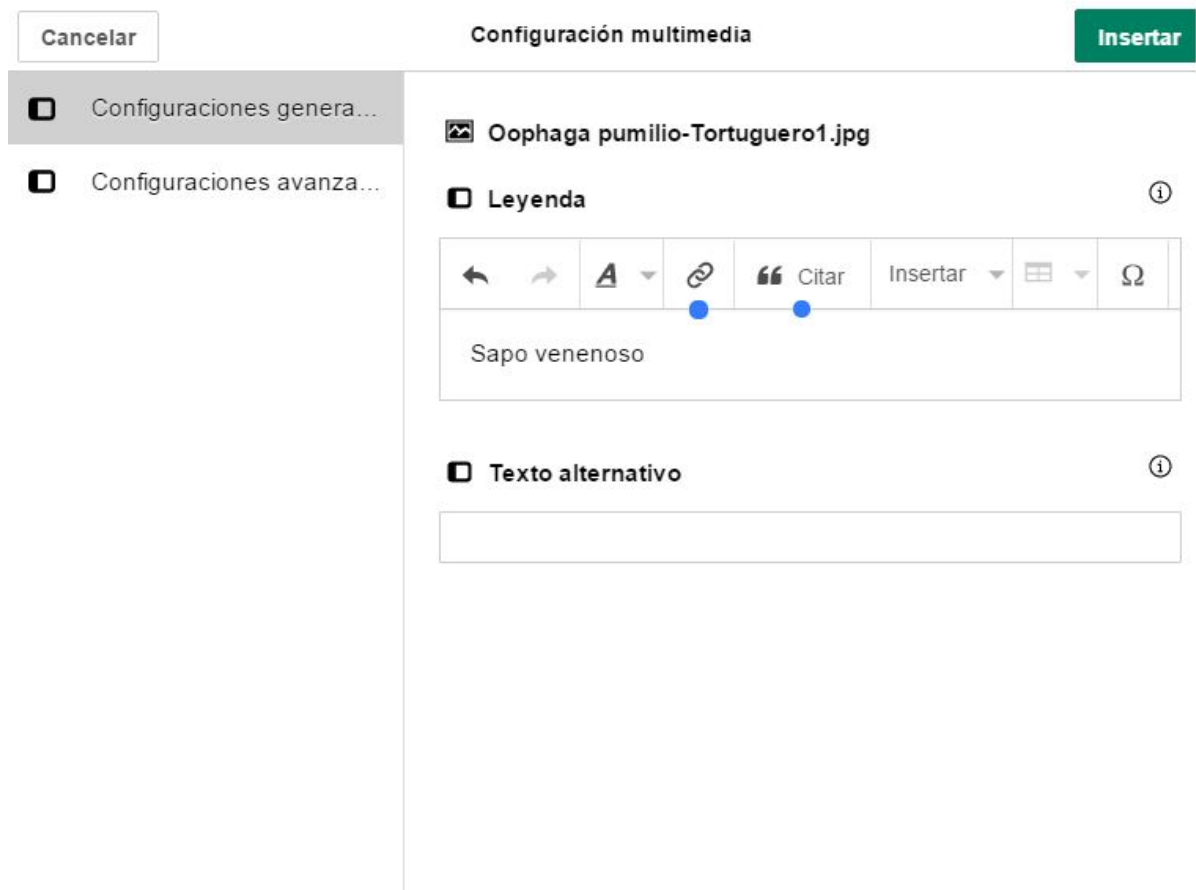 Cancelar
Configuración multimedia
Insertar
Configuraciones genera...
Configuraciones avanza...
Oophaga pumilio-Tortuguero1.jpg
Leyenda
A
Citar
Insertar
Ω
Sapo venenoso
Texto alternativo